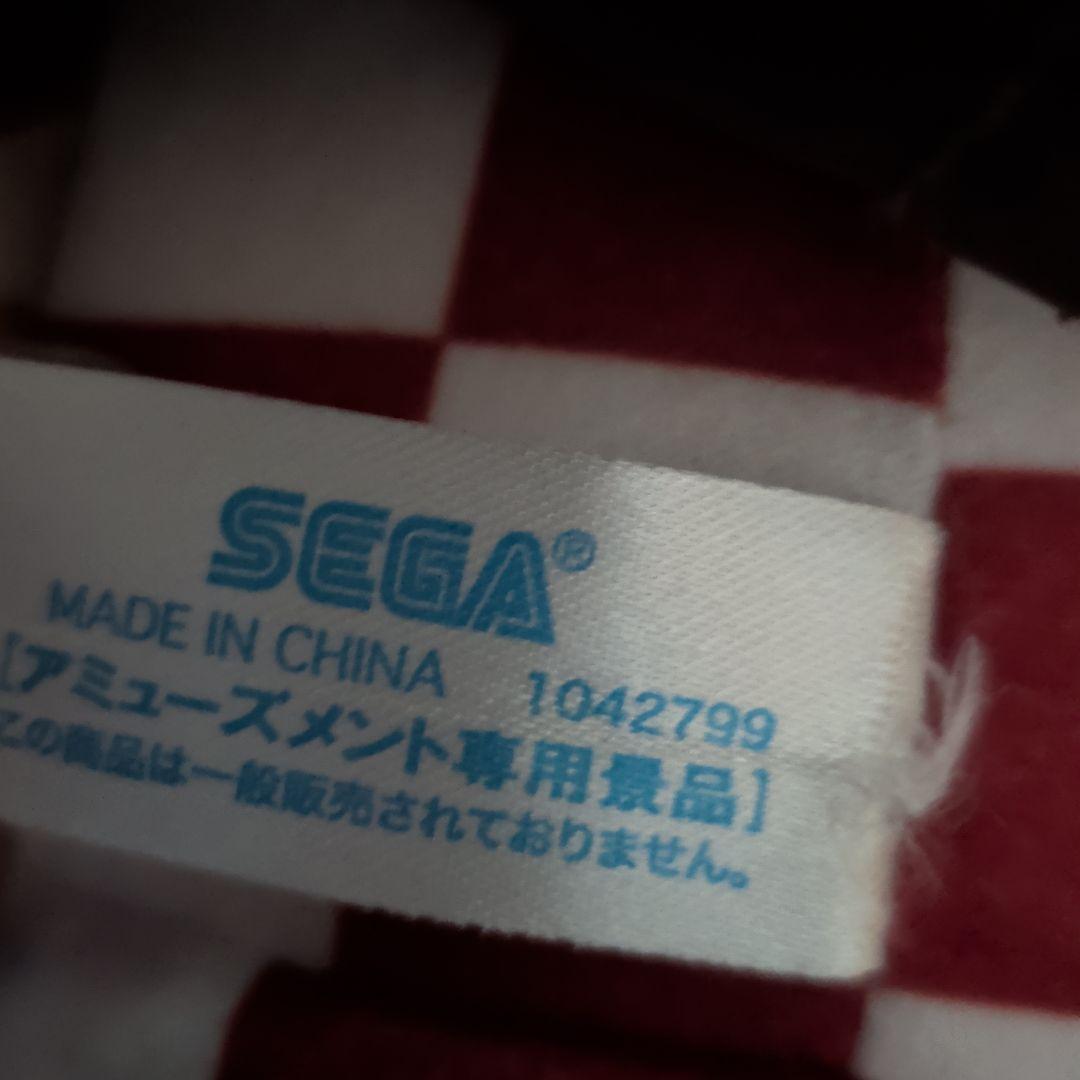 SEGA®
MADE IN CHINA 1042799
[アミューズメント専用景品]
この商品は一般販売されておりません。